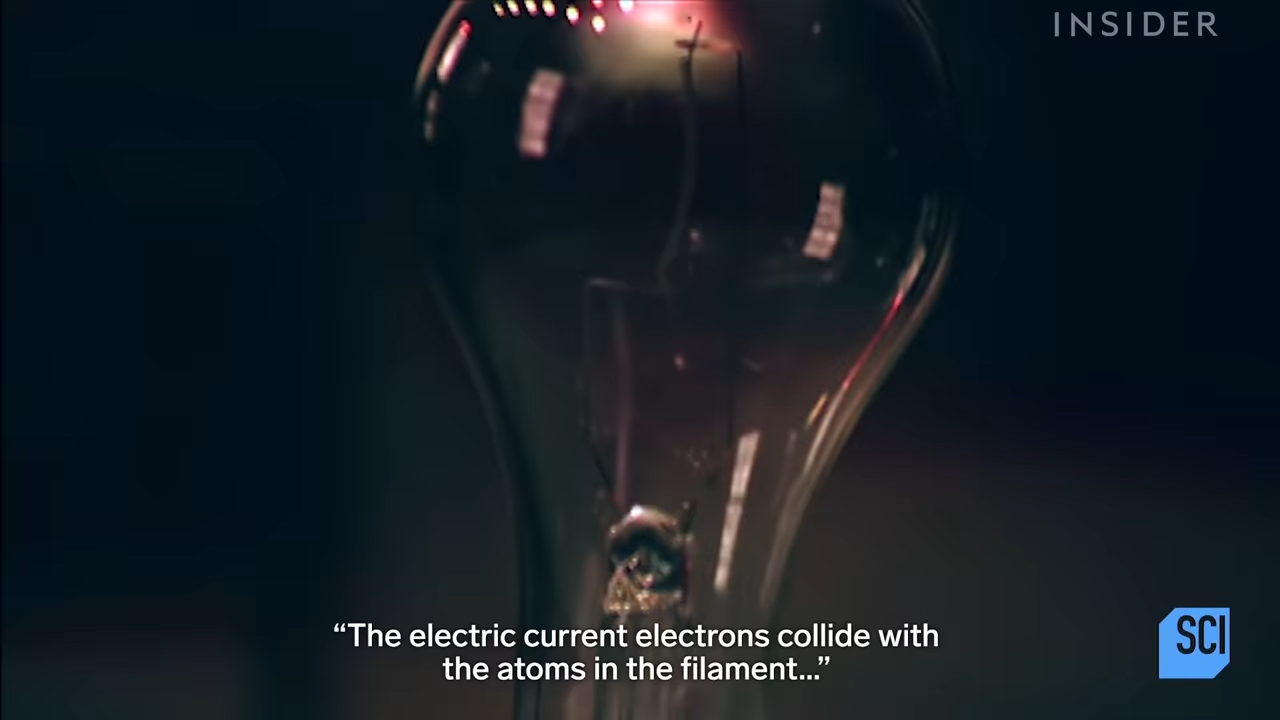 INSIDER
“The electric current electrons collide with
the atoms in the filament...”
SCI